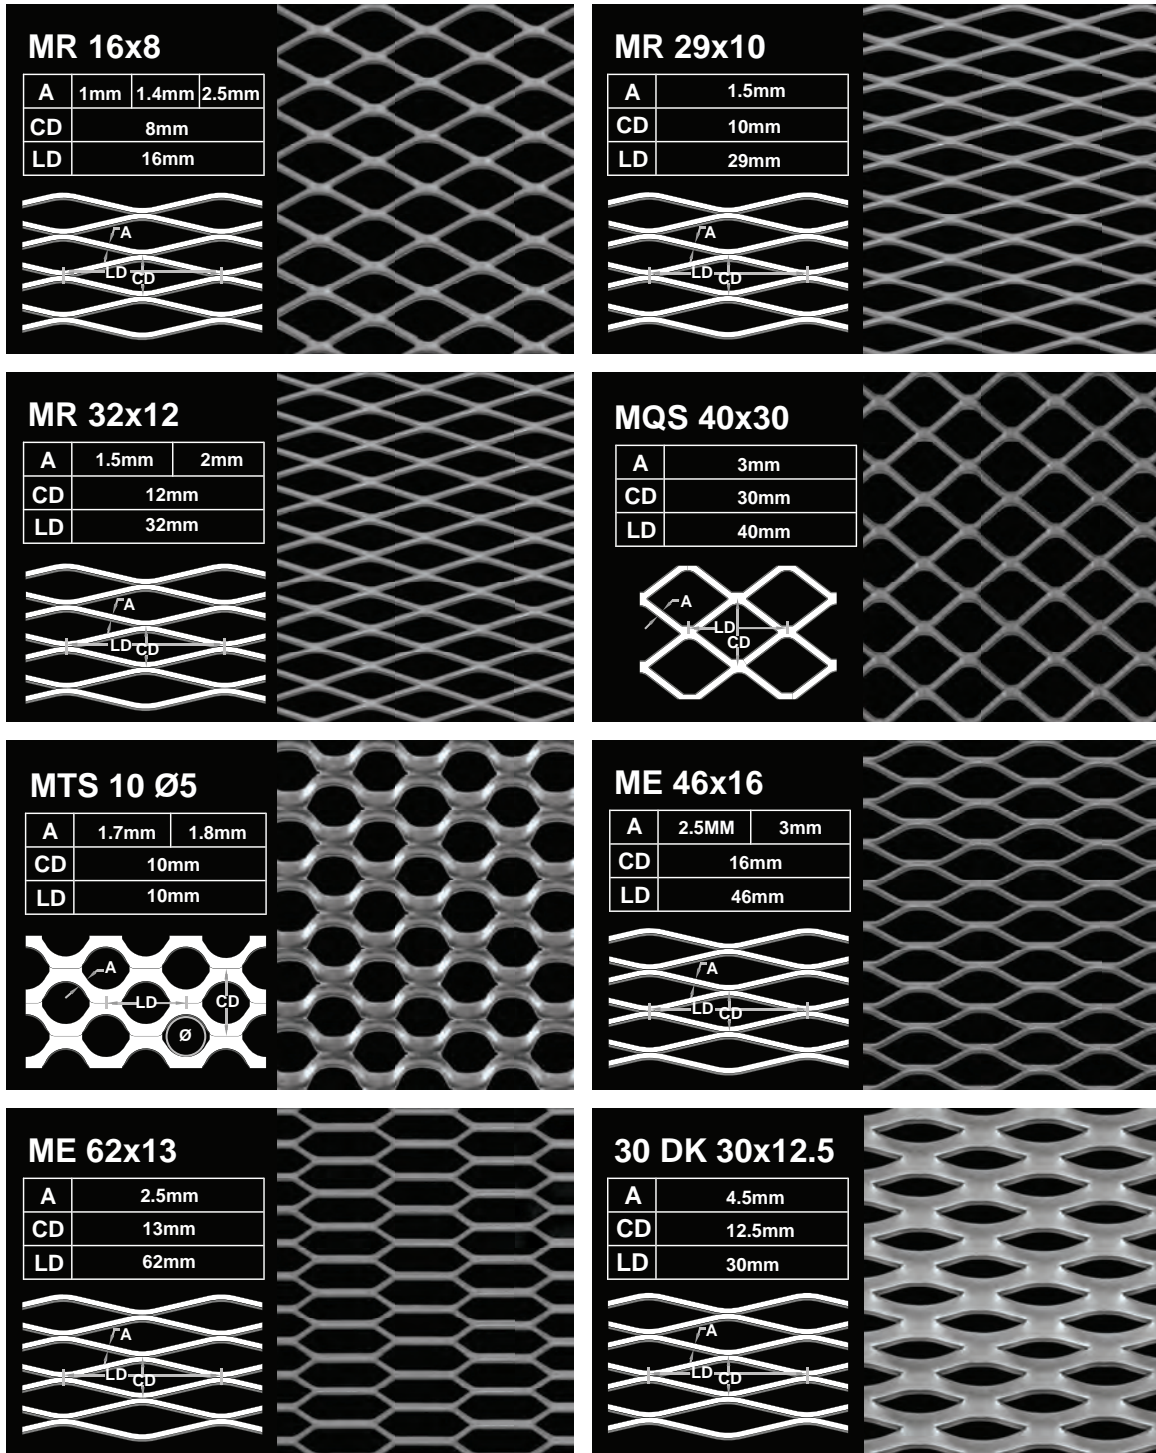 MR 16x8
A 1mm 1.4mm 2.5mm
CD 8mm
LD 16mm
A
LD CD
MR 29x10
A 1.5mm
CD 10mm
LD 29mm
A
LD CD
MR 32x12
A 1.5mm 2mm
CD 12mm
LD 32mm
A
LD CD
MQS 40x30
A 3mm
CD 30mm
LD 40mm
A
LD
CD
MTS 10 Ø5
A 1.7mm 1.8mm
CD 10mm
LD 10mm
A
LD CD
Ø
ME 46x16
A 2.5MM 3mm
CD 16mm
LD 46mm
A
LD CD
ME 62x13
A 2.5mm
CD 13mm
LD 62mm
A
LD CD
30 DK 30x12.5
A 4.5mm
CD 12.5mm
LD 30mm
A
LD CD